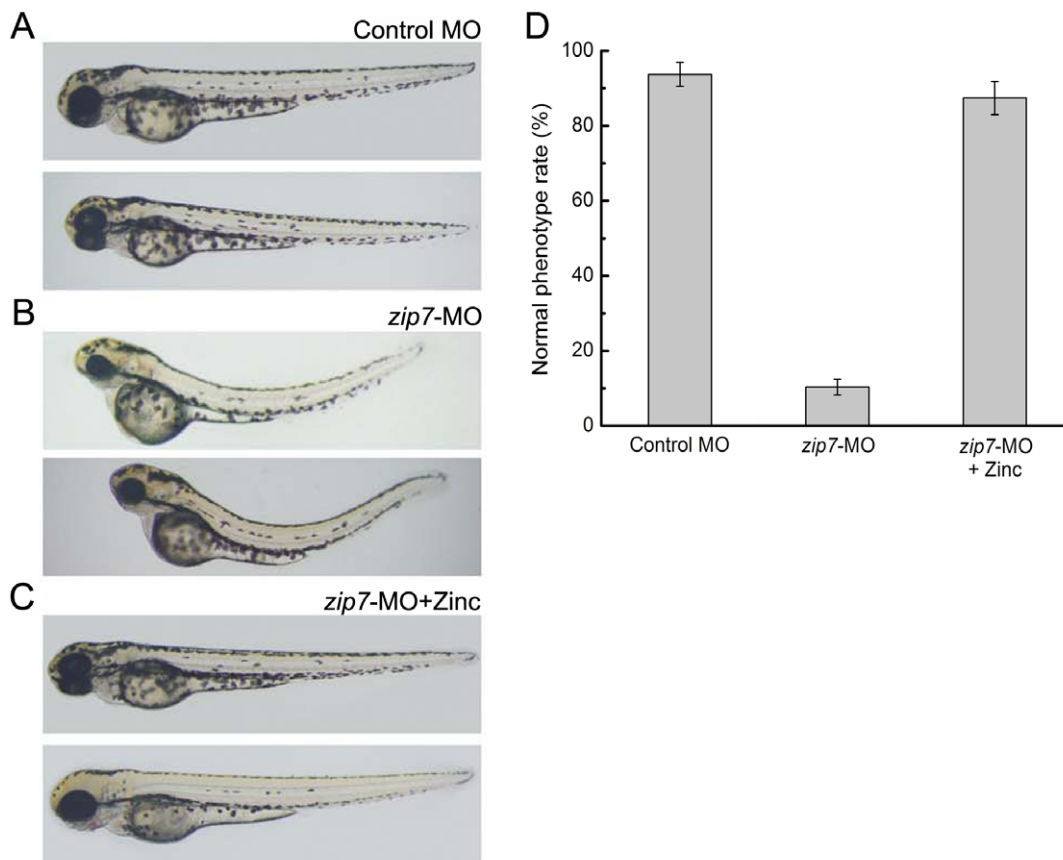 A
Control MO
B
zip7-MO
C
zip7-MO+Zinc
D
Normal phenotype rate (%)
100
80
60
40
20
0
Control MO
zip7-MO
zip7-MO
+ Zinc